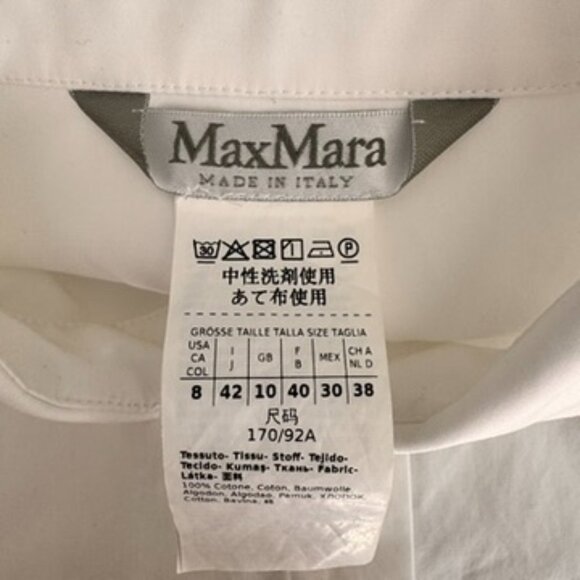 MaxMara
MADE IN ITALY
30 P
中性洗剤使用
あて布使用
GRÖSSE TAILLE TALLA SIZE TAGLIA
USA CA COL I J GB F B MEX CH A NL D
8 42 10 40 30 38
尺码
170/92A
Tessuto- Tissu- Stoff- Tejido-
Tecido- Kumaş- Ткань- Fabric-
Látka- 面料
100% Cotone, Coton, Baumwolle,
Algodon, Algodao, Pamuk, ХЛОПОК,
Cotton, Bavlna, 棉